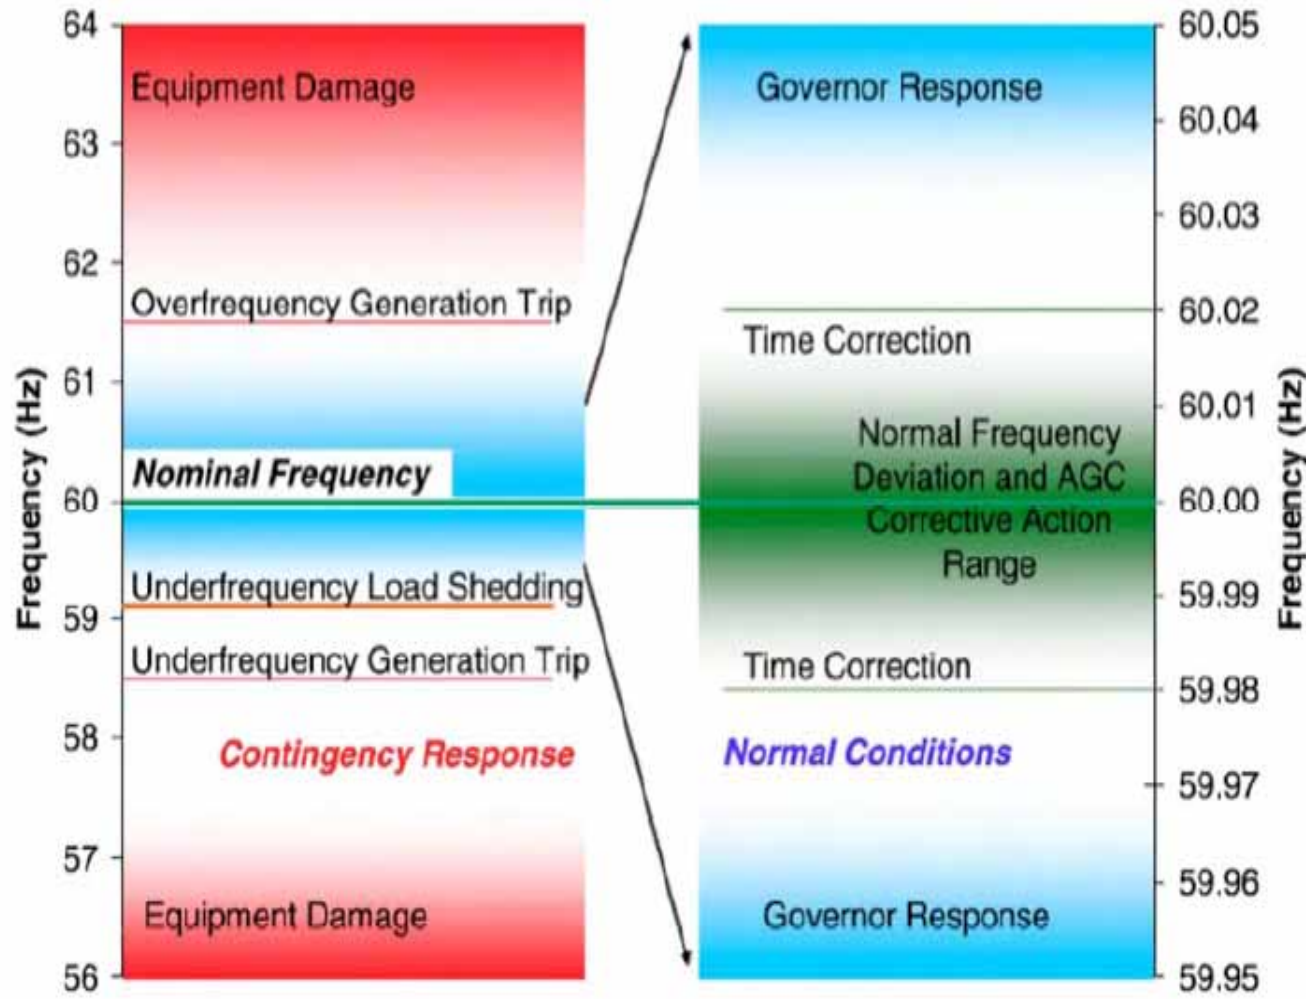 Frequency (Hz)
64
63
62
61
60
59
58
57
56
Equipment Damage
Overfrequency Generation Trip
Nominal Frequency
Underfrequency Load Shedding
Underfrequency Generation Trip
Contingency Response
Equipment Damage
Governor Response
Time Correction
Normal Frequency
Deviation and AGC
Corrective Action
Range
Time Correction
Normal Conditions
Governor Response
60.05
60.04
60.03
60.02
60.01
60.00
59.99
59.98
59.97
59.96
59.95
Frequency (Hz)